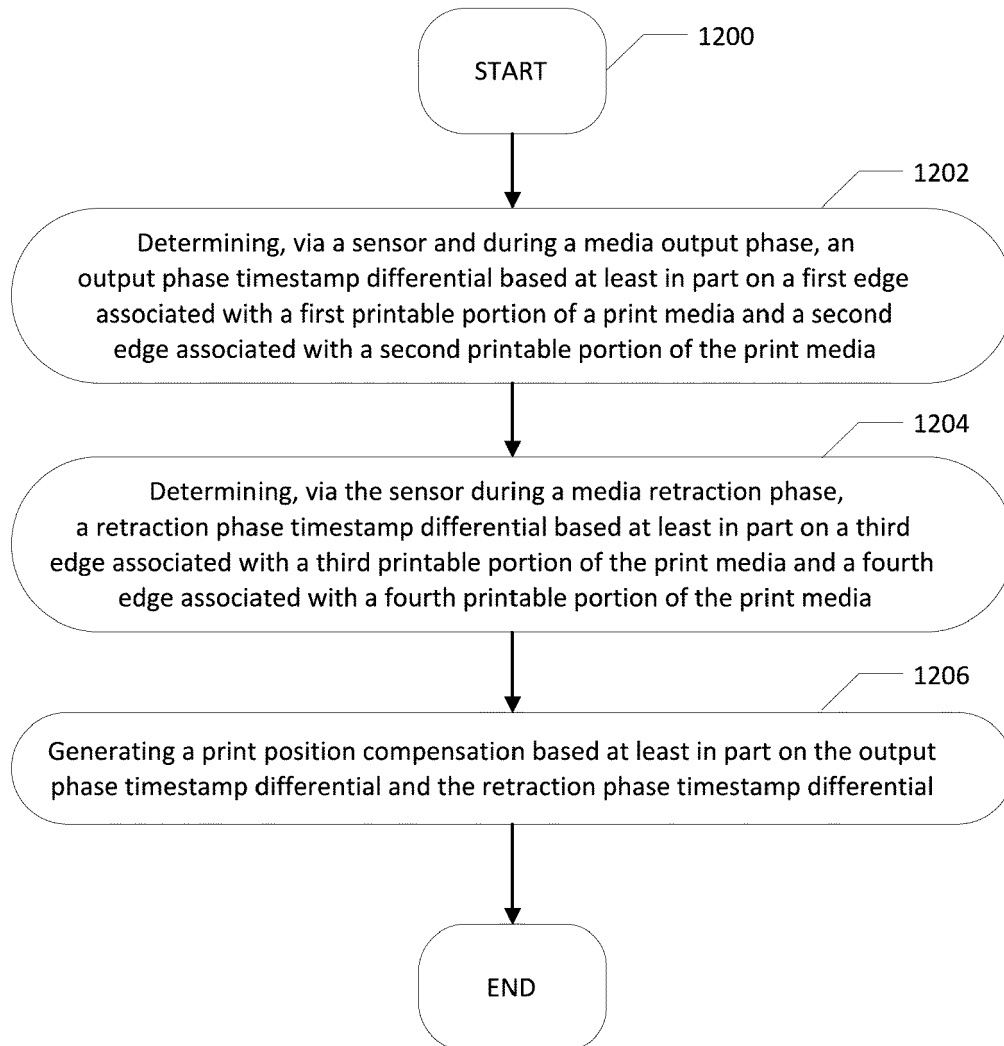 1200
START
1202
Determining, via a sensor and during a media output phase, an
output phase timestamp differential based at least in part on a first edge
associated with a first printable portion of a print media and a second
edge associated with a second printable portion of the print media
1204
Determining, via the sensor during a media retraction phase,
a retraction phase timestamp differential based at least in part on a third
edge associated with a third printable portion of the print media and a fourth
edge associated with a fourth printable portion of the print media
1206
Generating a print position compensation based at least in part on the output
phase timestamp differential and the retraction phase timestamp differential
END